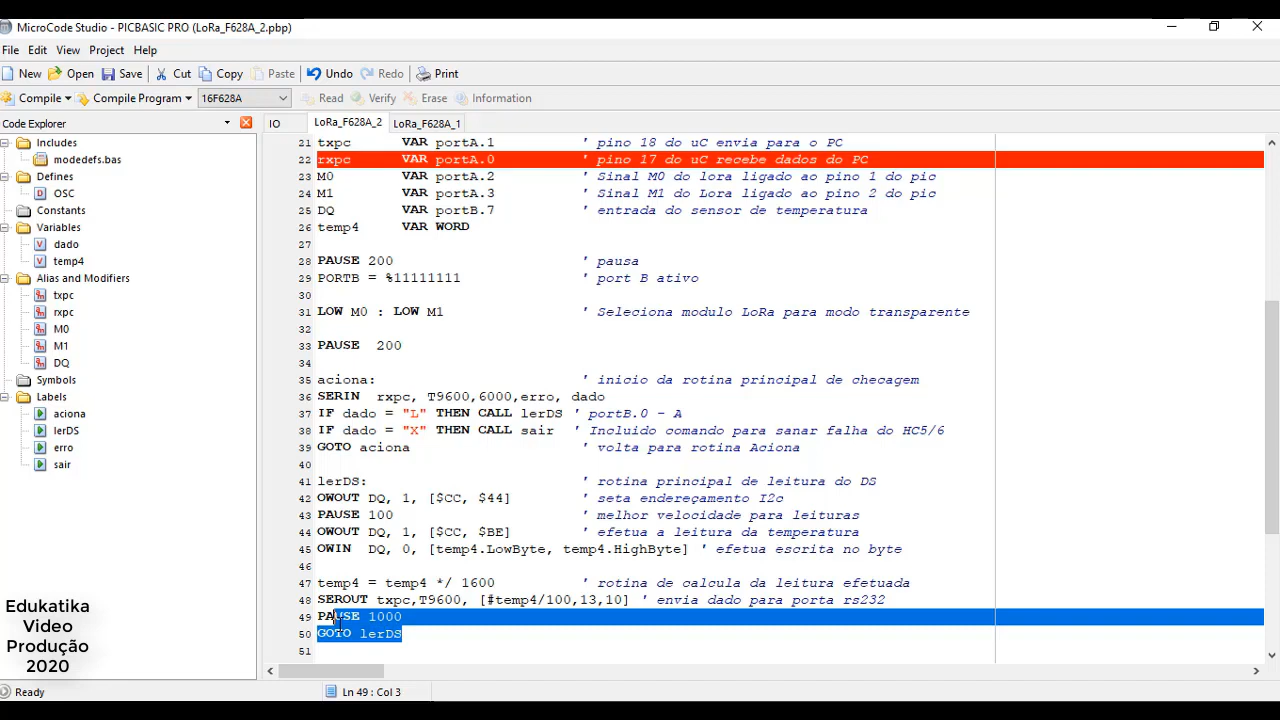 MicroCode Studio - PICBASIC PRO (LoRa_F628A_2.pbp)
File Edit View Project Help
New Open Save Cut Copy Paste Undo Redo Print
Compile Compile Program 16F628A Read Verify Erase Information
Code Explorer
Includes
modedefs.bas
Defines
OSC
Constants
Variables
dado
temp4
Alias and Modifiers
txpc
rxpc
M0
M1
DQ
Symbols
Labels
aciona
lerDS
erro
sair
IO LoRa_F628A_2 LoRa_F628A_1
21 txpc VAR portA.1 ' pino 18 do uC envia para o PC
22 rxpc VAR portA.0 ' pino 17 do uC recebe dados do PC
23 M0 VAR portA.2 ' Sinal M0 do lora ligado ao pino 1 do pic
24 M1 VAR portA.3 ' Sinal M1 do Lora ligado ao pino 2 do pic
25 DQ VAR portB.7 ' entrada do sensor de temperatura
26 temp4 VAR WORD
27
28 PAUSE 200 ' pausa
29 PORTB = %11111111 ' port B ativo
30
31 LOW M0 : LOW M1 ' Seleciona modulo LoRa para modo transparente
32
33 PAUSE 200
34
35 aciona: ' inicio da rotina principal de checagem
36 SERIN rxpc, T9600,6000,erro, dado
37 IF dado = "L" THEN CALL lerDS ' portB.0 - A
38 IF dado = "X" THEN CALL sair ' Incluido comando para sanar falha do HC5/6
39 GOTO aciona ' volta para rotina Aciona
40
41 lerDS: ' rotina principal de leitura do DS
42 OWOUT DQ, 1, [$CC, $44] ' seta endereçamento I2c
43 PAUSE 100 ' melhor velocidade para leituras
44 OWOUT DQ, 1, [$CC, $BE] ' efetua a leitura da temperatura
45 OWIN DQ, 0, [temp4.LowByte, temp4.HighByte] ' efetua escrita no byte
46
47 temp4 = temp4 */ 1600 ' rotina de calcula da leitura efetuada
48 SEROUT txpc,T9600, [#temp4/100,13,10] ' envia dado para porta rs232
49 PAUSE 1000
50 GOTO lerDS
51
Edukatika
Video
Produção
2020
Ready Ln 49 : Col 3